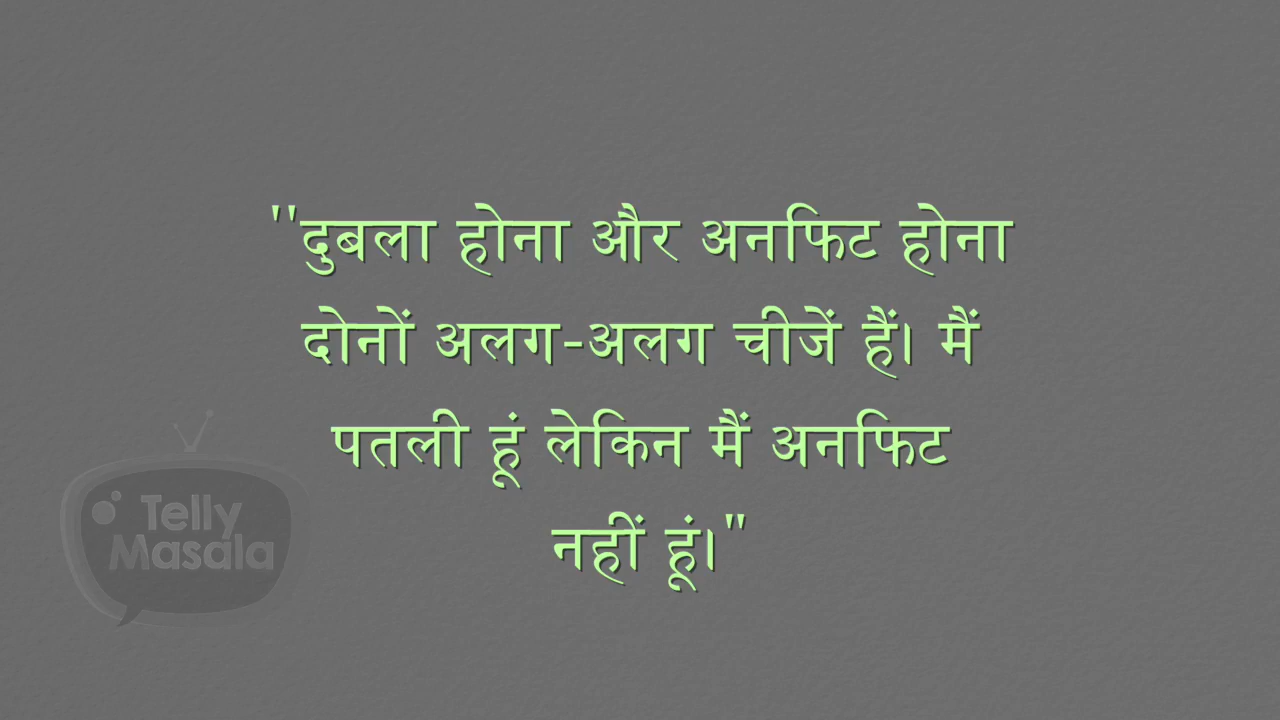 ''दुबला होना और अनफिट होना
दोनों अलग-अलग चीजें हैं। मैं
पतली हूं लेकिन मैं अनफिट
नहीं हूं।"
Telly
Masala